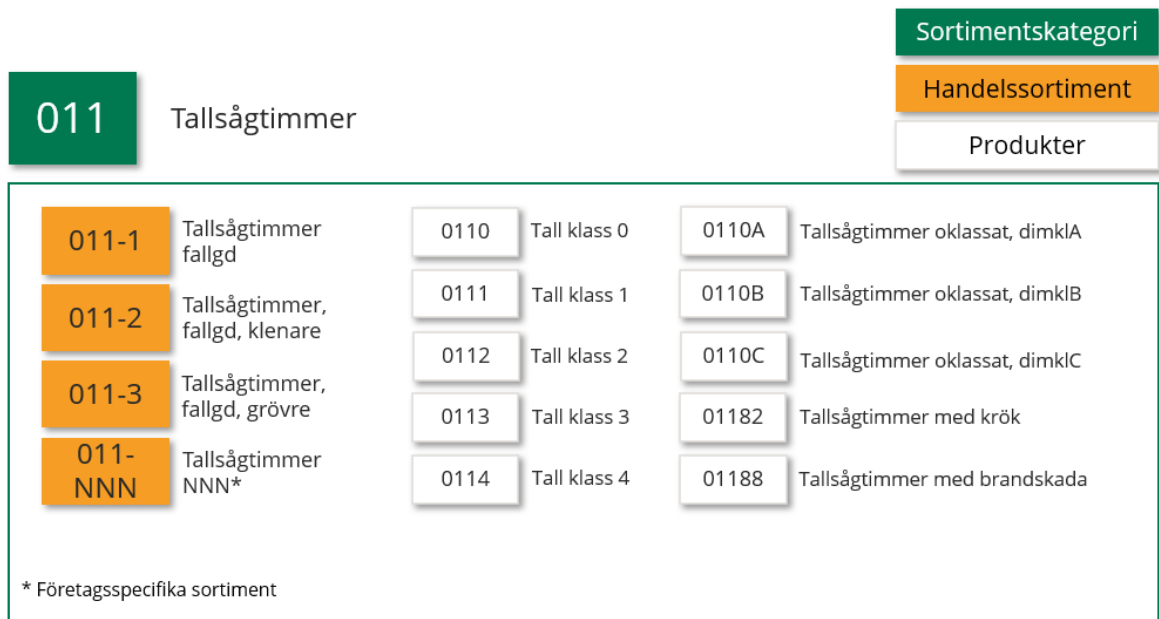 Sortimentskategori
Handelssortiment
Produkter
011
Tallsågtimmer
011-1
Tallsågtimmer
fallgd
011-2
Tallsågtimmer,
fallgd, klenare
011-3
Tallsågtimmer,
fallgd, grövre
011-
NNN
Tallsågtimmer
NNN*
0110
Tall klass 0
0111
Tall klass 1
0112
Tall klass 2
0113
Tall klass 3
0114
Tall klass 4
0110A
Tallsågtimmer oklassat, dimklA
0110B
Tallsågtimmer oklassat, dimklB
0110C
Tallsågtimmer oklassat, dimklC
01182
Tallsågtimmer med krök
01188
Tallsågtimmer med brandskada
* Företagsspecifika sortiment